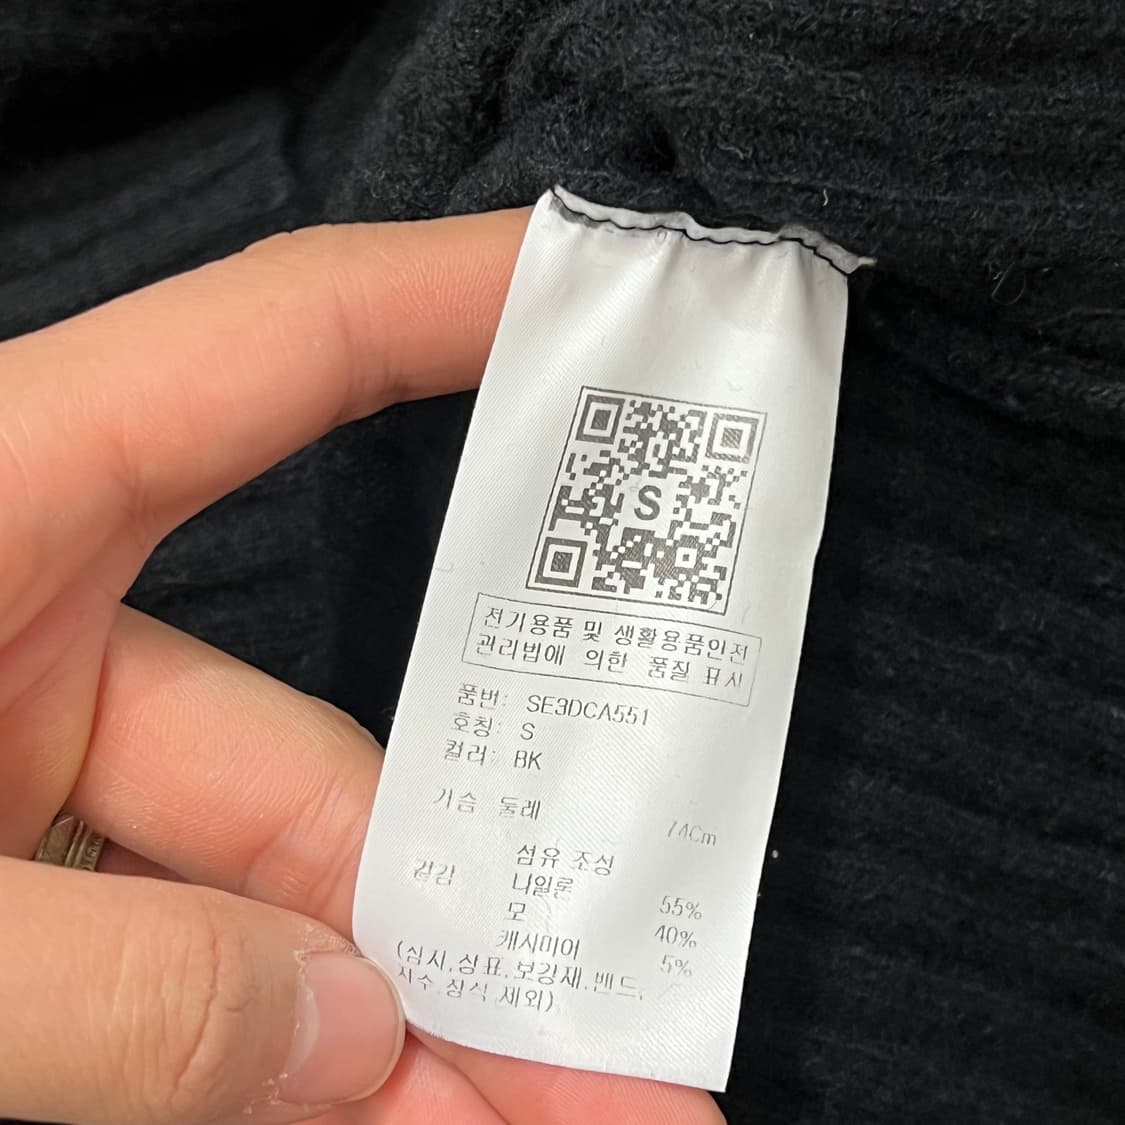 S
전기용품 및 생활용품안전
관리법에 의한 품질 표시
품번: SE3DCA551
호칭: S
컬러: BK
가슴 둘레 74Cm
섬유 조성
겉감 나일론 55%
모 40%
캐시미어 5%
(심지,상표,보강재,밴드,
자수,장식 제외)